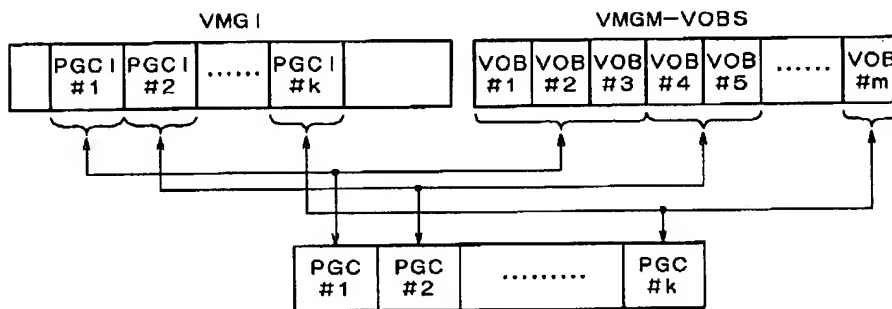 VMGI
VMGM-VOBS
PGCI #1
PGCI #2
......
PGCI #k
VOB #1
VOB #2
VOB #3
VOB #4
VOB #5
......
VOB #m
PGC #1
PGC #2
.........
PGC #k